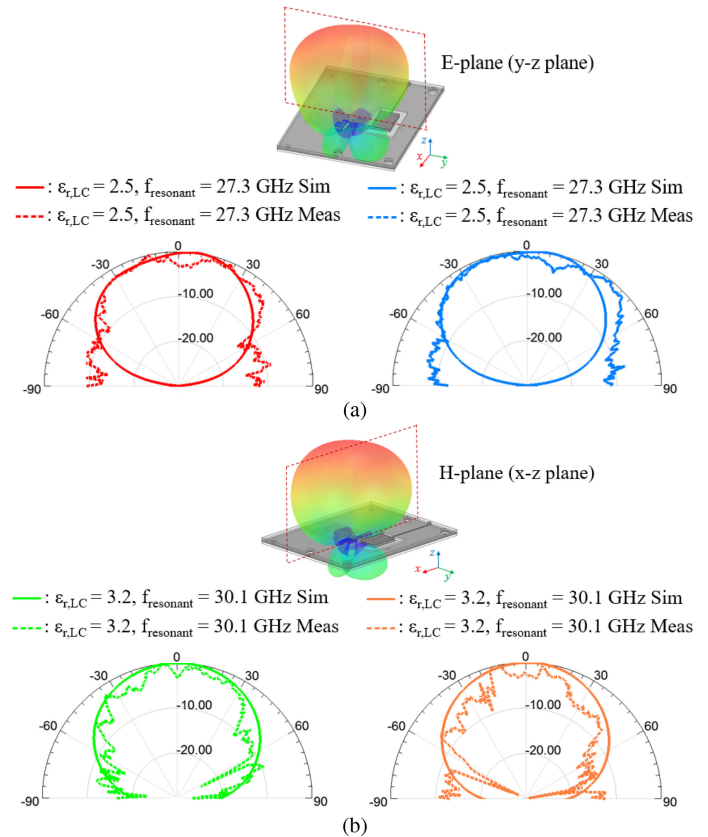 E-plane (y-z plane)
z
x y
: εr,LC = 2.5, fresonant = 27.3 GHz Sim : εr,LC = 2.5, fresonant = 27.3 GHz Sim
: εr,LC = 2.5, fresonant = 27.3 GHz Meas : εr,LC = 2.5, fresonant = 27.3 GHz Meas
0 0
-30 30 -30 30
-10.00 -10.00
-60 60 -60 60
-20.00 -20.00
-90 90 -90 90
(a)
H-plane (x-z plane)
z
x y
: εr,LC = 3.2, fresonant = 30.1 GHz Sim : εr,LC = 3.2, fresonant = 30.1 GHz Sim
: εr,LC = 3.2, fresonant = 30.1 GHz Meas : εr,LC = 3.2, fresonant = 30.1 GHz Meas
0 0
-30 30 -30 30
-10.00 -10.00
-60 60 -60 60
-20.00 -20.00
-90 90 -90 90
(b)